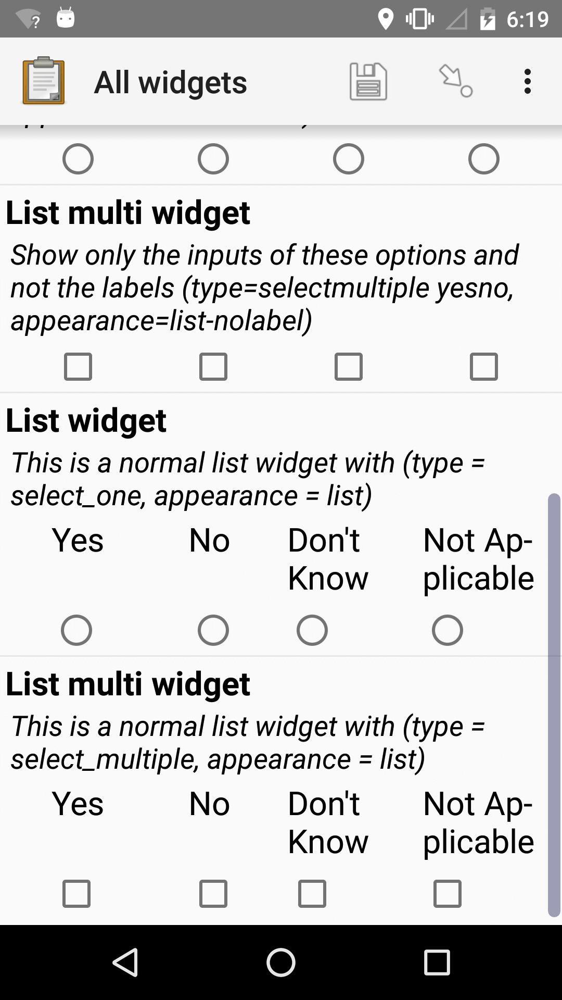 6:19
All widgets
List multi widget
Show only the inputs of these options and
not the labels (type=selectmultiple yesno,
appearance=list-nolabel)
List widget
This is a normal list widget with (type =
select_one, appearance = list)
Yes No Don't Not Ap-
Know plicable
List multi widget
This is a normal list widget with (type =
select_multiple, appearance = list)
Yes No Don't Not Ap-
Know plicable